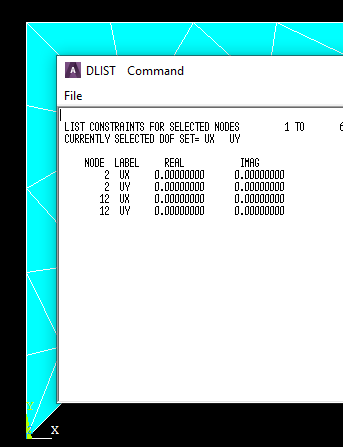 A DLIST Command
File
LIST CONSTRAINTS FOR SELECTED NODES 1 TO 6
CURRENTLY SELECTED DOF SET= UX UY
NODE LABEL REAL IMAG
2 UX 0.00000000 0.00000000
2 UY 0.00000000 0.00000000
12 UX 0.00000000 0.00000000
12 UY 0.00000000 0.00000000
Y
X